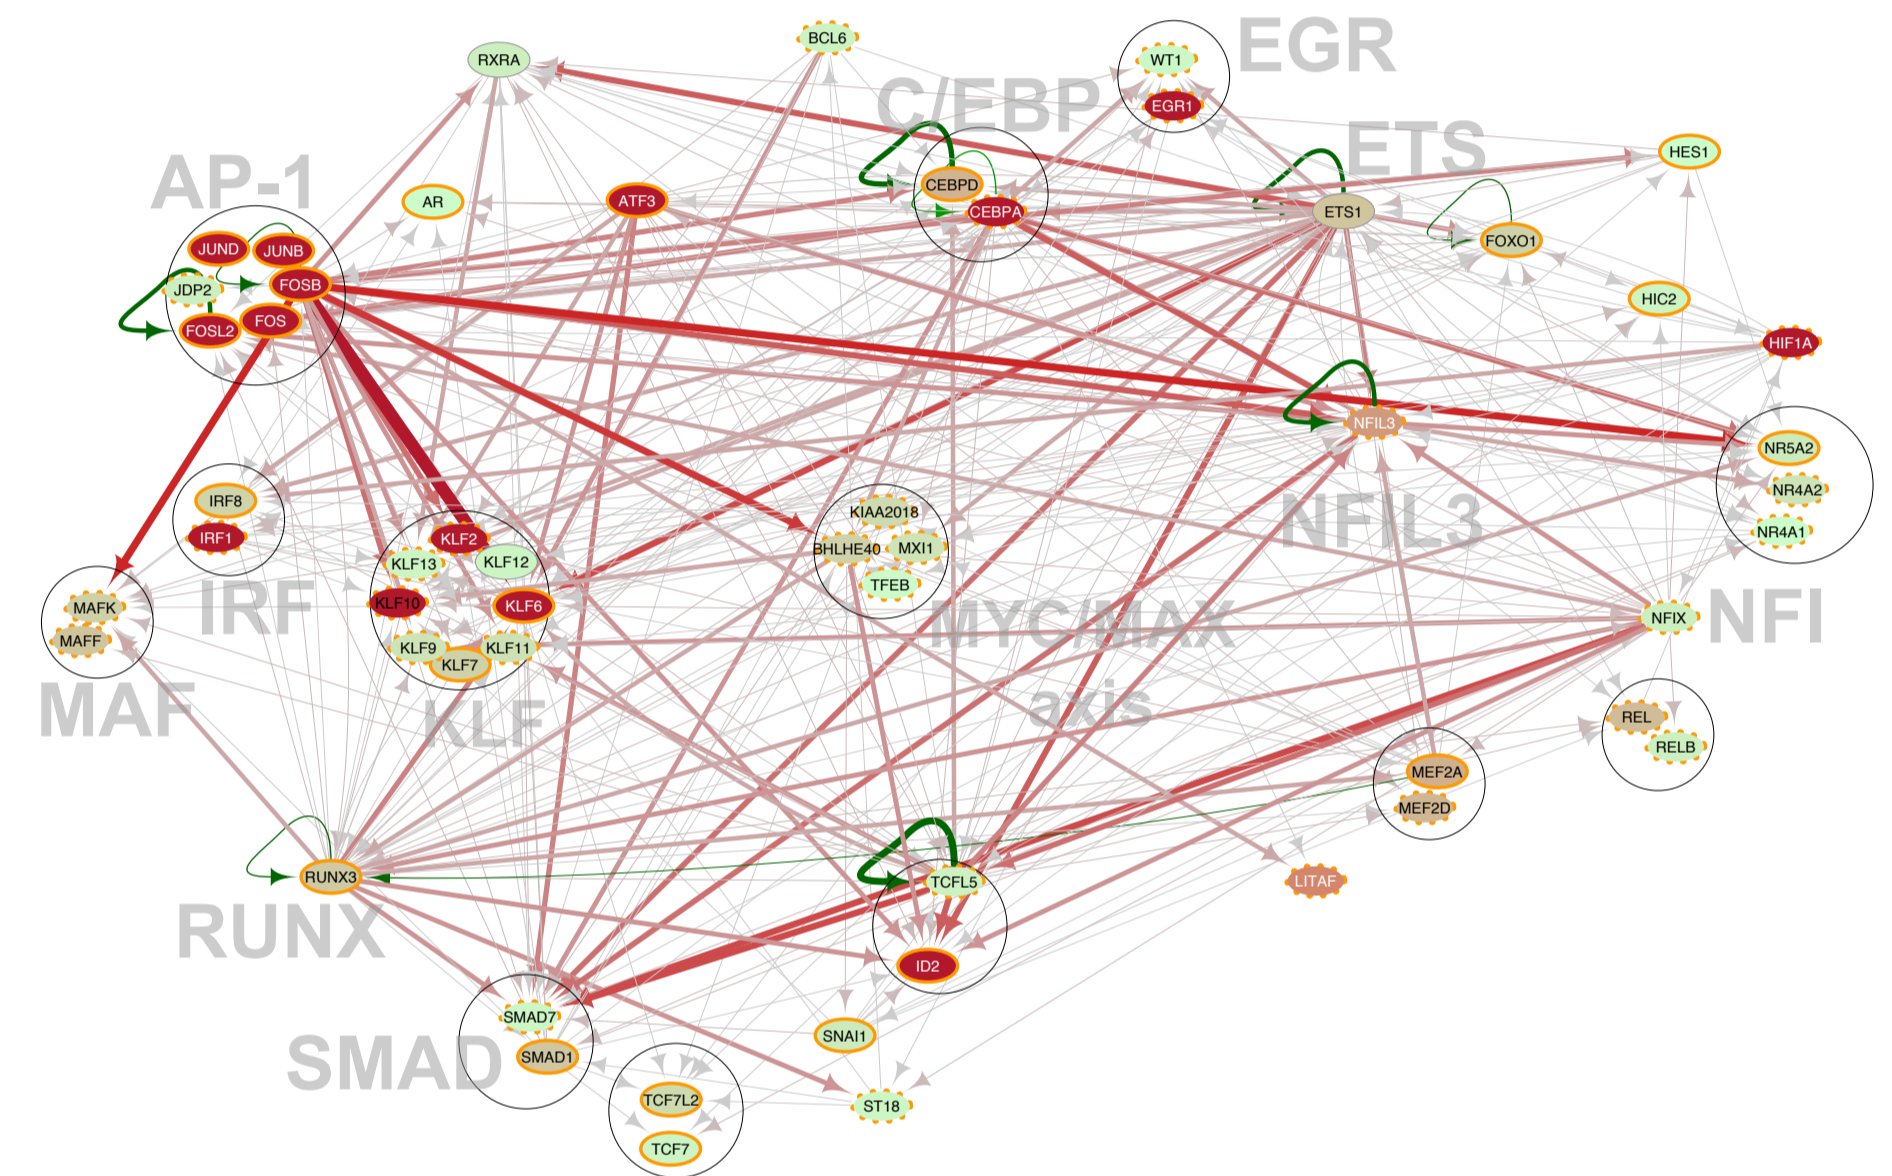 BCL6
EGR
RXRA
WT1
C/EBP
EGR1
ETS
HES1
AP-1
CEBPD
ATF3
AR
CEBPA
ETS1
FOXO1
JUND
JUNB
FOSB
JDP2
HIC2
FOS
FOSL2
HIF1A
NFIL3
NR5A2
NR4A2
IRF8
KIAA2018
NFIL3
NR4A1
IRF1
KLF2
BHLHE40
MXI1
KLF13
KLF12
TFEB
MAFK
IRF
KLF10
KLF6
MYC/MAX
NFIX
NFI
MAFF
KLF9
KLF11
KLF7
MAF
KLF
axis
REL
RELB
MEF2A
MEF2D
RUNX3
TCFL5
LITAF
RUNX
ID2
SMAD7
SNAI1
SMAD
SMAD1
TCF7L2
ST18
TCF7